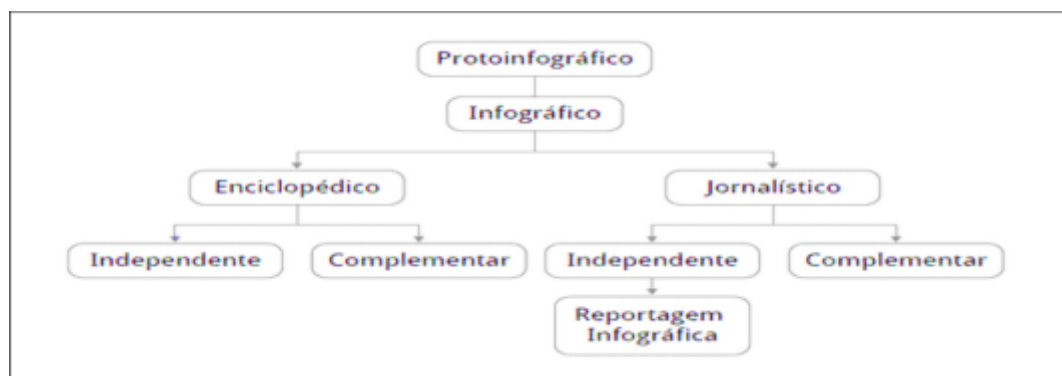 Protoinfográfico
Infográfico
Enciclopédico
Jornalístico
Independente
Complementar
Independente
Complementar
Reportagem
Infográfica